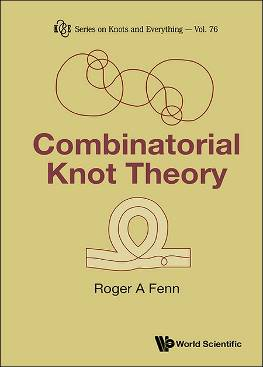 K&E Series on Knots and Everything — Vol. 76
Combinatorial
Knot Theory
Roger A Fenn
World Scientific